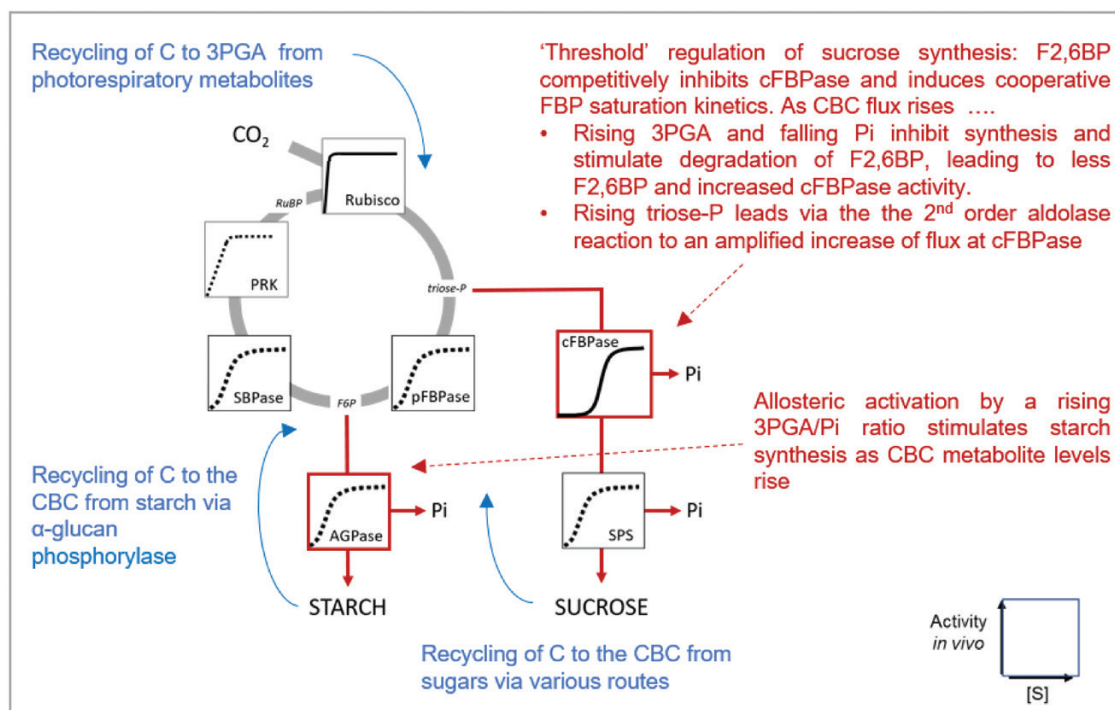 Recycling of C to 3PGA from
photorespiratory metabolites
‘Threshold’ regulation of sucrose synthesis: F2,6BP
competitively inhibits cFBPase and induces cooperative
FBP saturation kinetics. As CBC flux rises ….
• Rising 3PGA and falling Pi inhibit synthesis and
stimulate degradation of F2,6BP, leading to less
F2,6BP and increased cFBPase activity.
• Rising triose-P leads via the the 2nd order aldolase
reaction to an amplified increase of flux at cFBPase
CO2
Rubisco
RuBP
PRK
triose-P
SBPase
F6P
pFBPase
cFBPase
Pi
Allosteric activation by a rising
3PGA/Pi ratio stimulates starch
synthesis as CBC metabolite levels
rise
Recycling of C to the
CBC from starch via
α-glucan
phosphorylase
AGPase
Pi
SPS
Pi
STARCH
SUCROSE
Recycling of C to the CBC from
sugars via various routes
Activity
in vivo
[S]